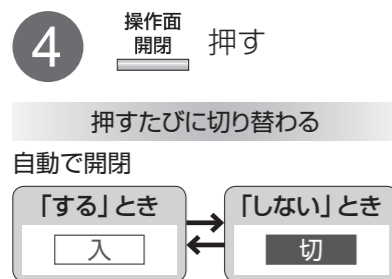 4 操作面 開閉 押す
押すたびに切り替わる
自動で開閉
「する」とき 「しない」とき
入 切